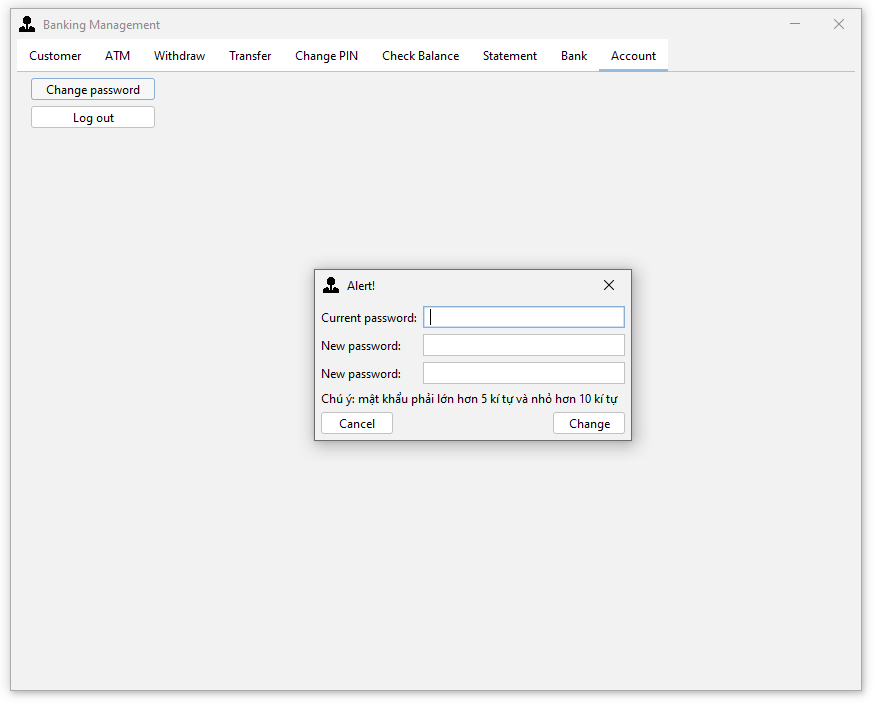 Banking Management
Customer ATM Withdraw Transfer Change PIN Check Balance Statement Bank Account
Change password
Log out
Alert!
Current password:
New password:
New password:
Chú ý: mật khẩu phải lớn hơn 5 kí tự và nhỏ hơn 10 kí tự
Cancel Change